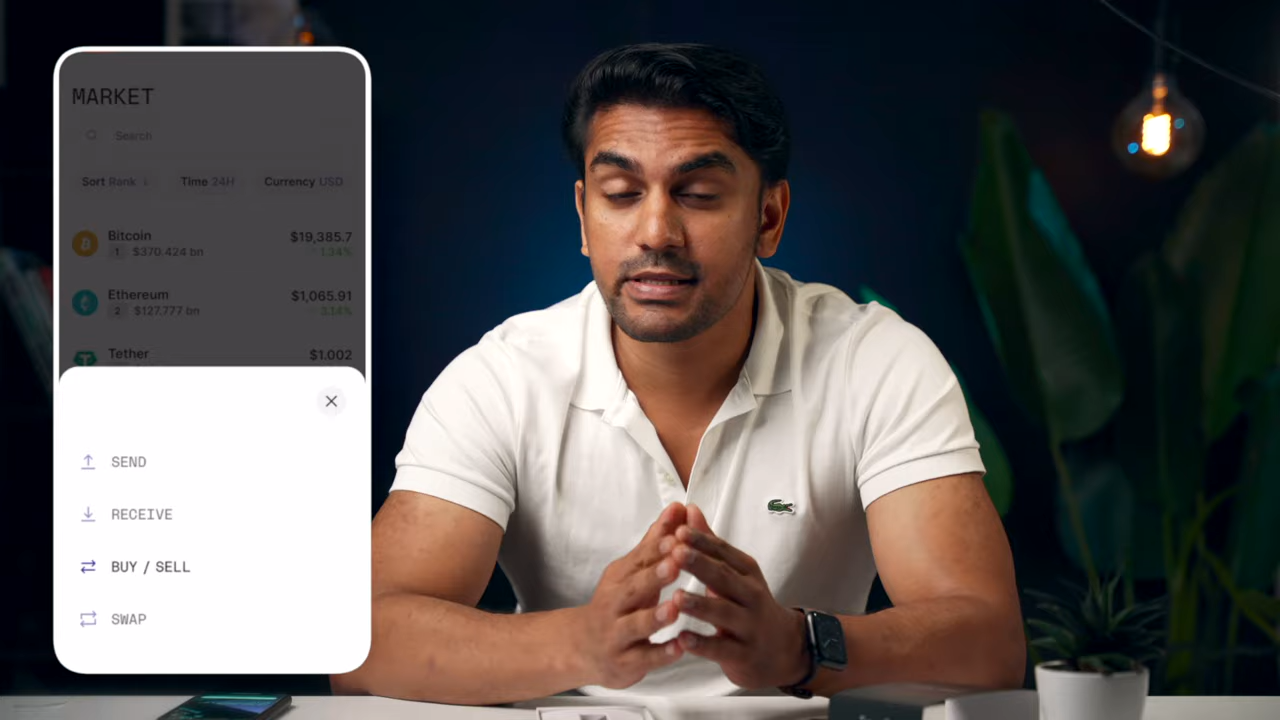 MARKET
Search
Sort Rank ↓
Time 24H
Currency USD
Bitcoin
$19,385.7
1 $370.424 bn
↑ 1.34%
Ethereum
$1,065.91
2 $127.777 bn
↑ 3.14%
Tether
$1.002
SEND
RECEIVE
BUY / SELL
SWAP